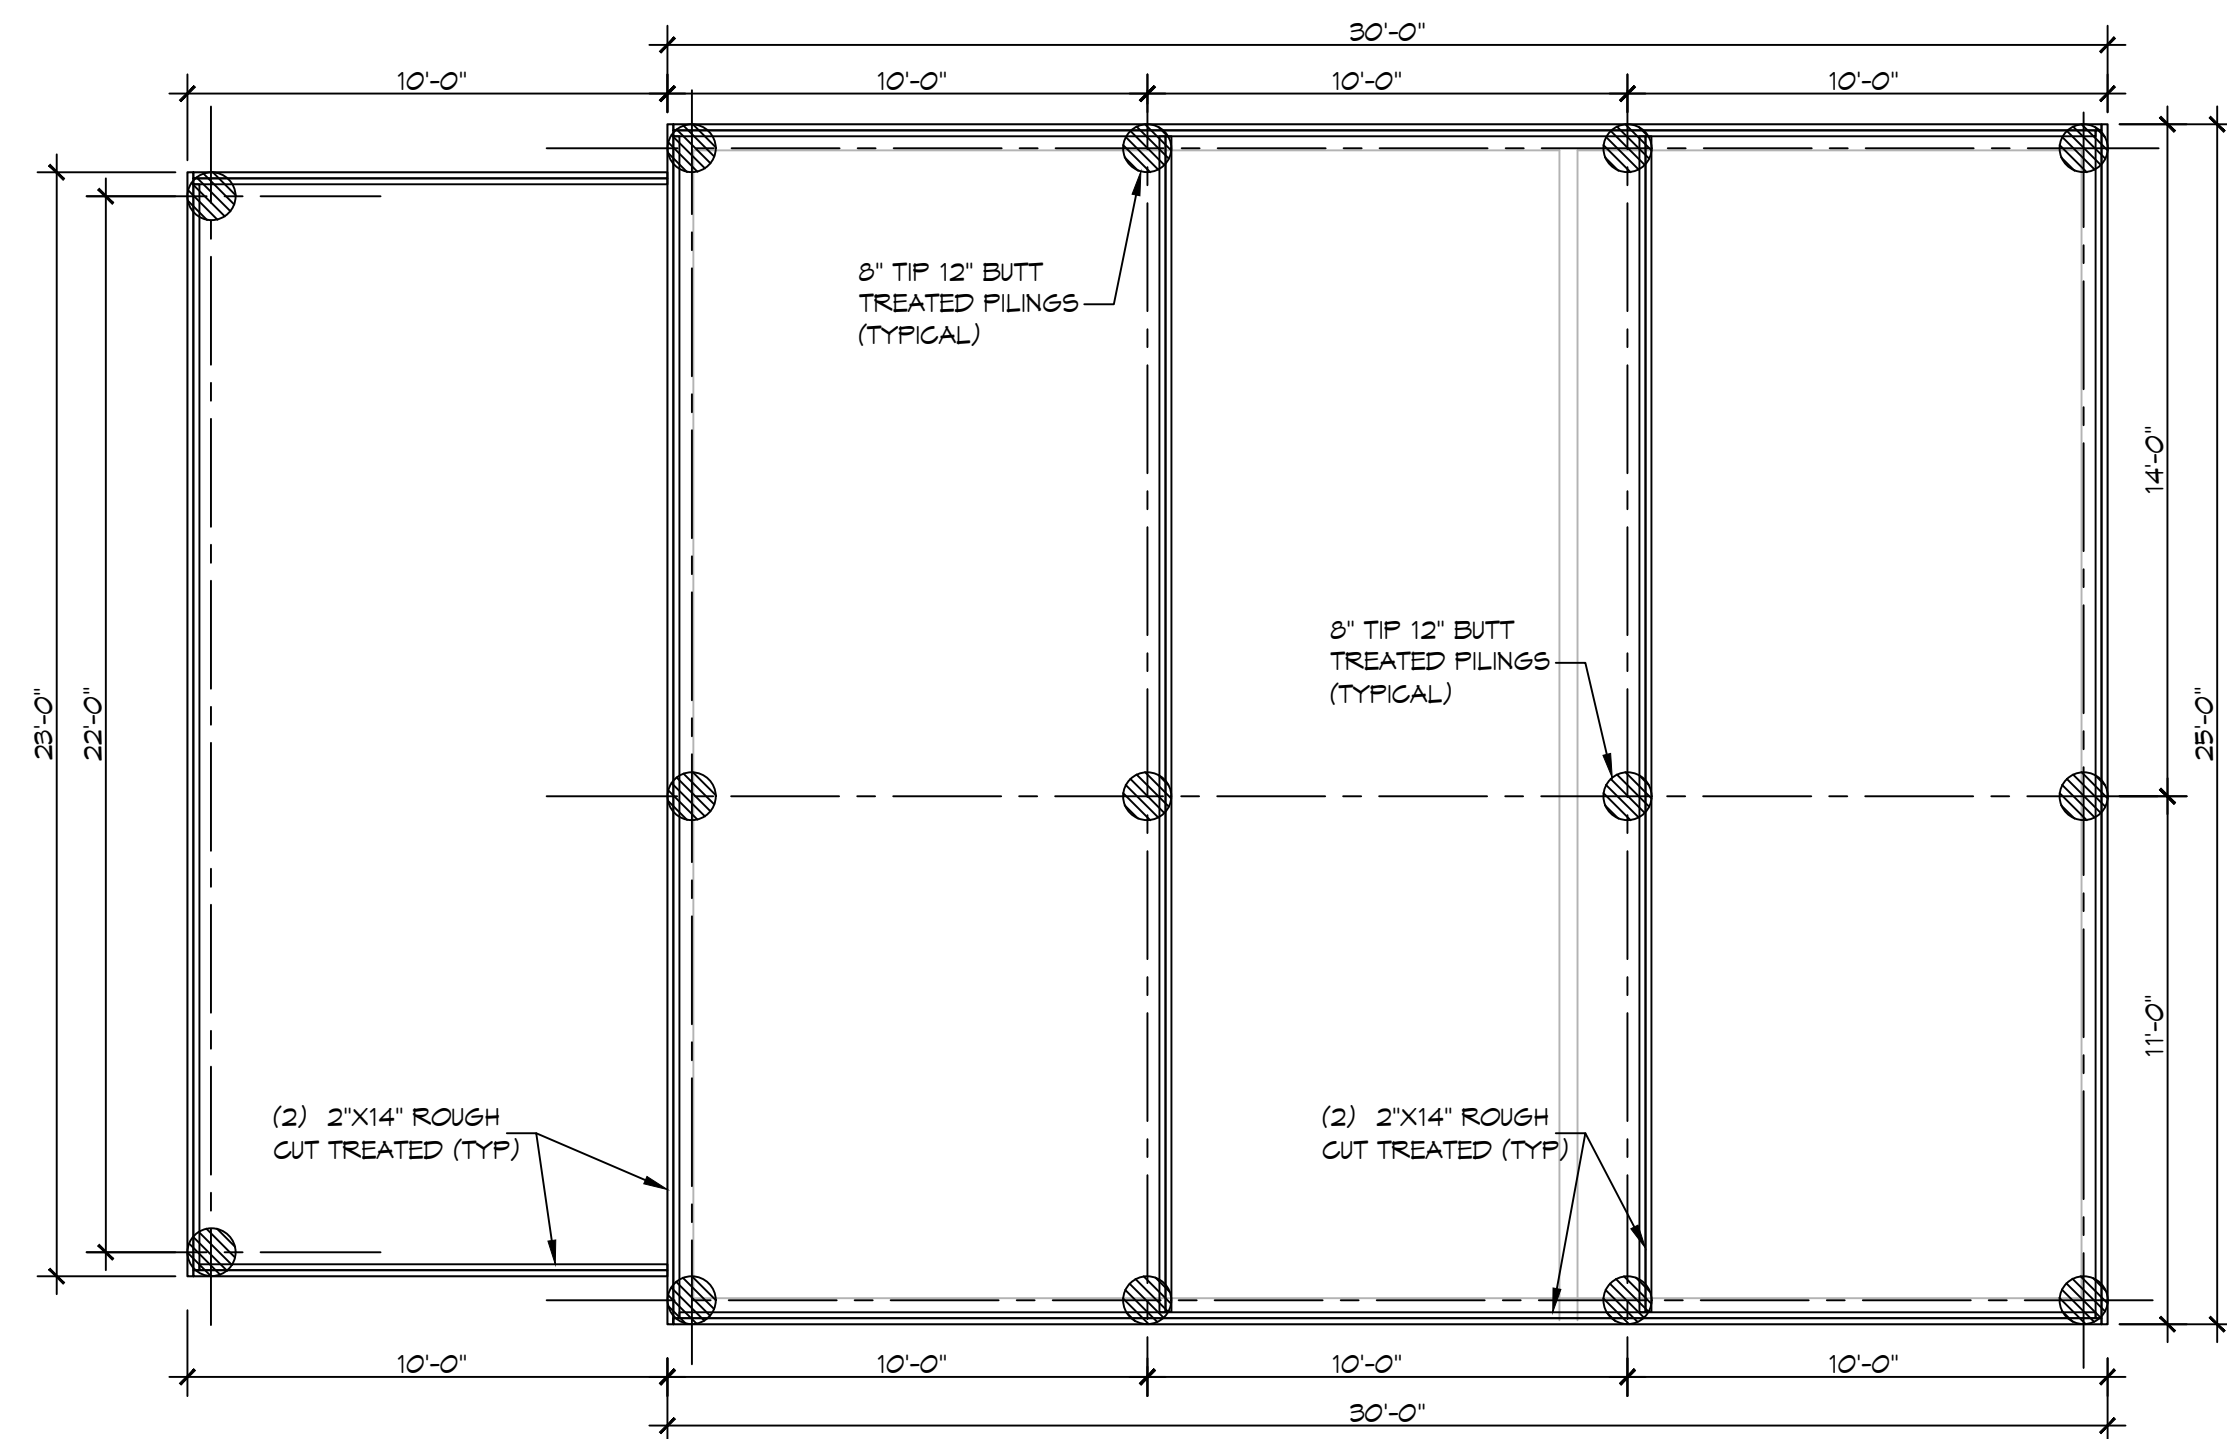 30'-0"
10'-0"
10'-0"
10'-0"
10'-0"
8" TIP 12" BUTT
TREATED PILINGS
(TYPICAL)
14'-0"
8" TIP 12" BUTT
TREATED PILINGS
(TYPICAL)
23'-0"
22'-0"
25'-0"
11'-0"
(2) 2"X14" ROUGH
CUT TREATED (TYP)
(2) 2"X14" ROUGH
CUT TREATED (TYP)
10'-0"
10'-0"
10'-0"
10'-0"
30'-0"